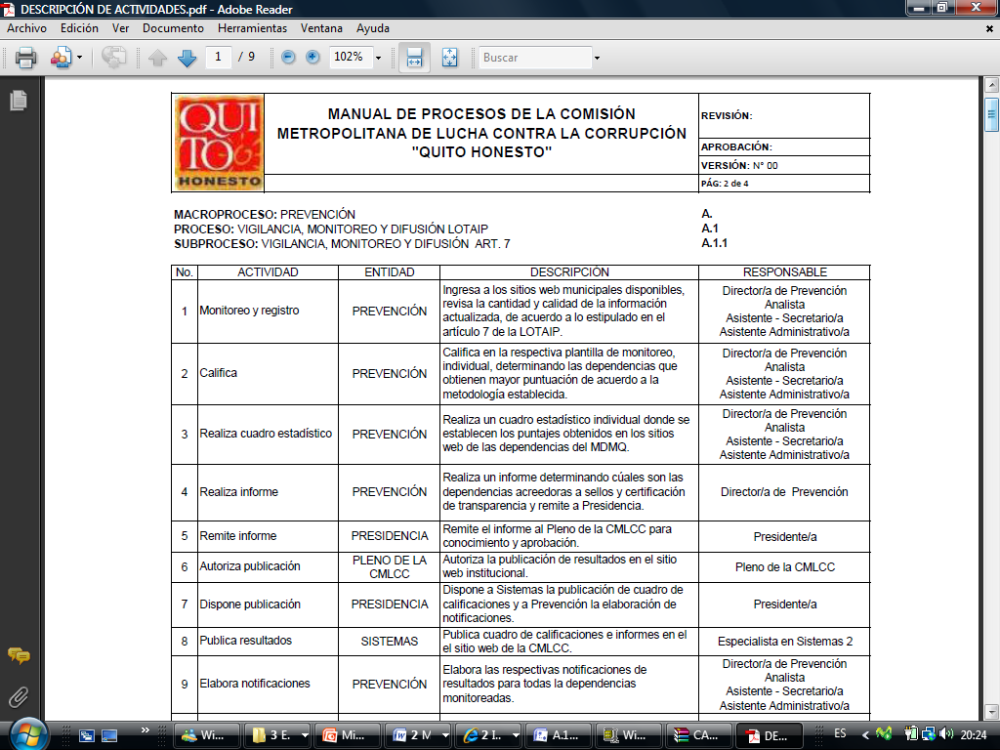 DESCRIPCIÓN DE ACTIVIDADES.pdf - Adobe Reader
Archivo Edición Ver Documento Herramientas Ventana Ayuda
1 / 9 102% Buscar
QUI
TO
HONESTO
MANUAL DE PROCESOS DE LA COMISIÓN
METROPOLITANA DE LUCHA CONTRA LA CORRUPCIÓN
"QUITO HONESTO"
REVISIÓN:
APROBACIÓN:
VERSIÓN: N° 00
PÁG: 2 de 4
MACROPROCESO: PREVENCIÓN A.
PROCESO: VIGILANCIA, MONITOREO Y DIFUSIÓN LOTAIP A.1
SUBPROCESO: VIGILANCIA, MONITOREO Y DIFUSIÓN ART. 7 A.1.1
No. ACTIVIDAD ENTIDAD DESCRIPCIÓN RESPONSABLE
1 Monitoreo y registro PREVENCIÓN
Ingresa a los sitios web municipales disponibles,
revisa la cantidad y calidad de la información
actualizada, de acuerdo a lo estipulado en el
artículo 7 de la LOTAIP.
Director/a de Prevención
Analista
Asistente - Secretario/a
Asistente Administrativo/a
2 Califica PREVENCIÓN
Califica en la respectiva plantilla de monitoreo,
individual, determinando las dependencias que
obtienen mayor puntuación de acuerdo a la
metodología establecida.
Director/a de Prevención
Analista
Asistente - Secretario/a
Asistente Administrativo/a
3 Realiza cuadro estadístico PREVENCIÓN
Realiza un cuadro estadístico individual donde se
establecen los puntajes obtenidos en los sitios
web de las dependencias del MDMQ.
Director/a de Prevención
Analista
Asistente - Secretario/a
Asistente Administrativo/a
4 Realiza informe PREVENCIÓN
Realiza un informe determinando cúales son las
dependencias acreedoras a sellos y certificación
de transparencia y remite a Presidencia.
Director/a de Prevención
5 Remite informe PRESIDENCIA
Remite el informe al Pleno de la CMLCC para
conocimiento y aprobación.
Presidente/a
6 Autoriza publicación
PLENO DE LA
CMLCC
Autoriza la publicación de resultados en el sitio
web institucional.
Pleno de la CMLCC
7 Dispone publicación PRESIDENCIA
Dispone a Sistemas la publicación de cuadro de
calificaciones y a Prevención la elaboración de
notificaciones.
Presidente/a
8 Publica resultados SISTEMAS
Publica cuadro de calificaciones e informes en el
el sitio web de la CMLCC.
Especialista en Sistemas 2
9 Elabora notificaciones PREVENCIÓN
Elabora las respectivas notificaciones de
resultados para todas la dependencias
monitoreadas.
Director/a de Prevención
Analista
Asistente - Secretario/a
Asistente Administrativo/a
» Wi... 3 E. Mi... 2 M 2 I. A.1... Wi... CA... DE... ES 20:24